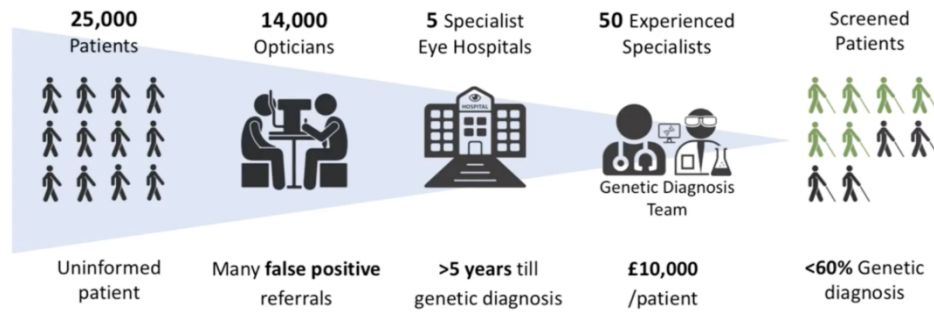 25,000
Patients
14,000
Opticians
5 Specialist
Eye Hospitals
50 Experienced
Specialists
Screened
Patients
HOSPITAL
Genetic Diagnosis
Team
Uninformed
patient
Many false positive
referrals
>5 years till
genetic diagnosis
£10,000
/patient
<60% Genetic
diagnosis